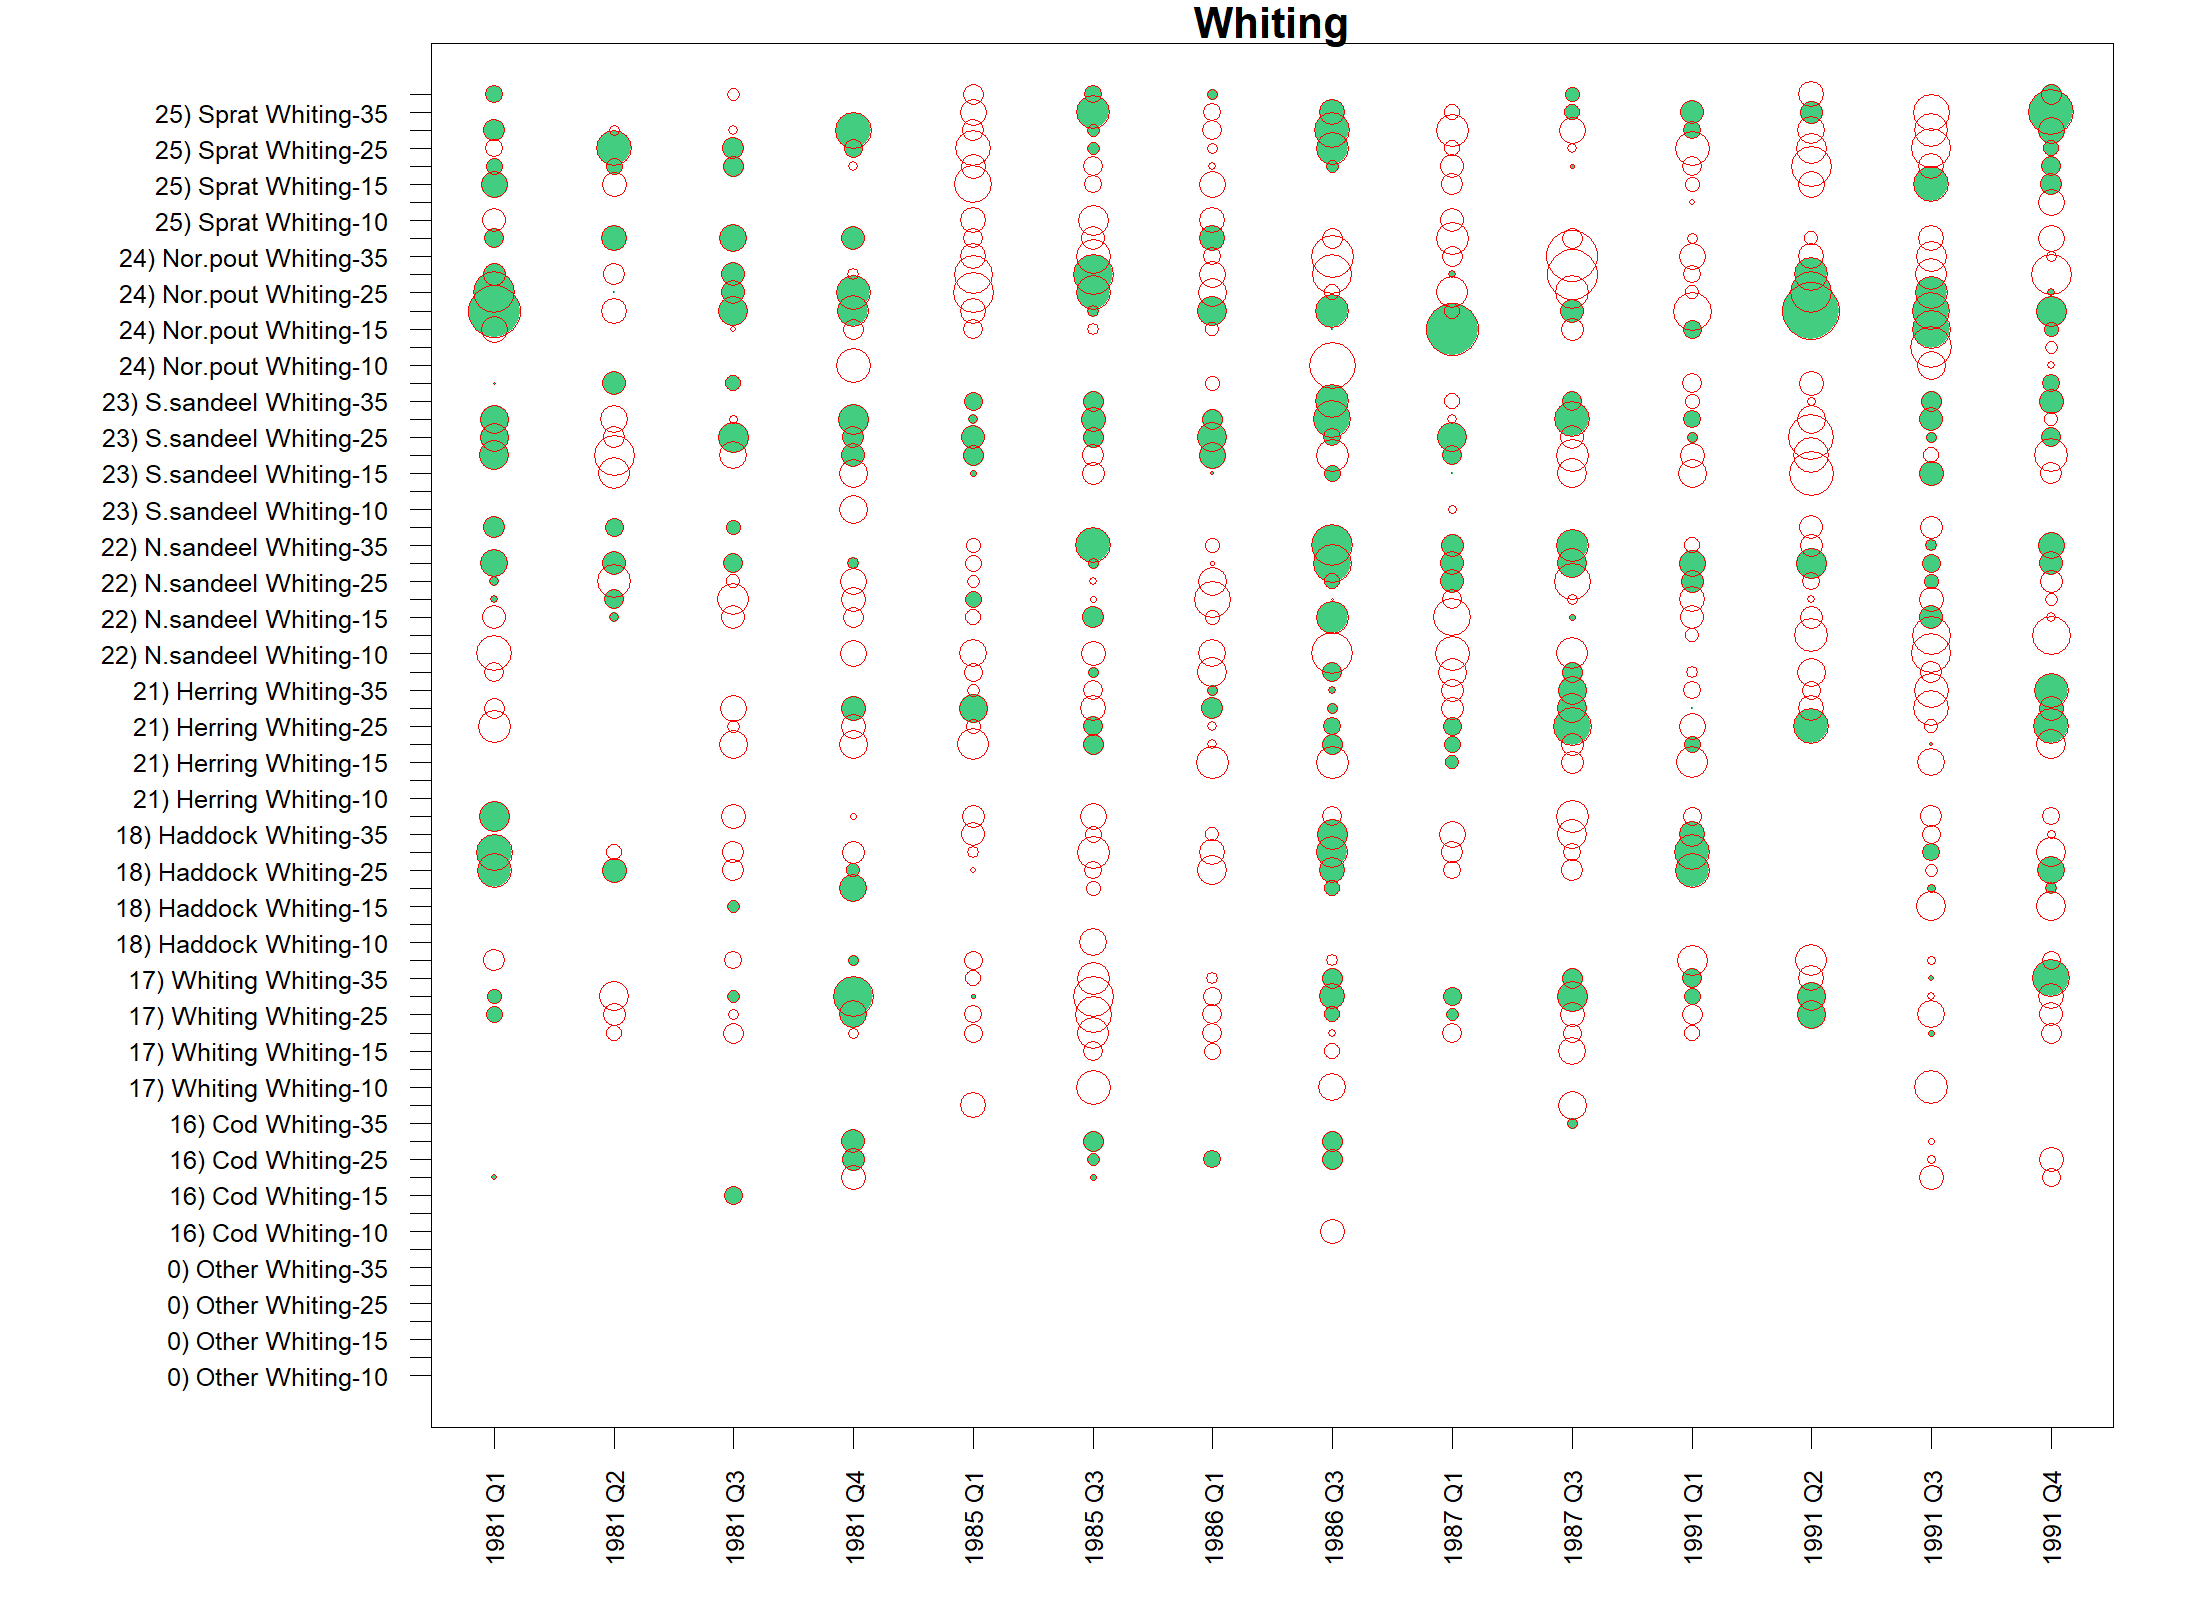 Whiting
25) Sprat Whiting-35
25) Sprat Whiting-25
25) Sprat Whiting-15
25) Sprat Whiting-10
24) Nor.pout Whiting-35
24) Nor.pout Whiting-25
24) Nor.pout Whiting-15
24) Nor.pout Whiting-10
23) S.sandeel Whiting-35
23) S.sandeel Whiting-25
23) S.sandeel Whiting-15
23) S.sandeel Whiting-10
22) N.sandeel Whiting-35
22) N.sandeel Whiting-25
22) N.sandeel Whiting-15
22) N.sandeel Whiting-10
21) Herring Whiting-35
21) Herring Whiting-25
21) Herring Whiting-15
21) Herring Whiting-10
18) Haddock Whiting-35
18) Haddock Whiting-25
18) Haddock Whiting-15
18) Haddock Whiting-10
17) Whiting Whiting-35
17) Whiting Whiting-25
17) Whiting Whiting-15
17) Whiting Whiting-10
16) Cod Whiting-35
16) Cod Whiting-25
16) Cod Whiting-15
16) Cod Whiting-10
0) Other Whiting-35
0) Other Whiting-25
0) Other Whiting-15
0) Other Whiting-10
1981 Q1
1981 Q2
1981 Q3
1981 Q4
1985 Q1
1985 Q3
1986 Q1
1986 Q3
1987 Q1
1987 Q3
1991 Q1
1991 Q2
1991 Q3
1991 Q4